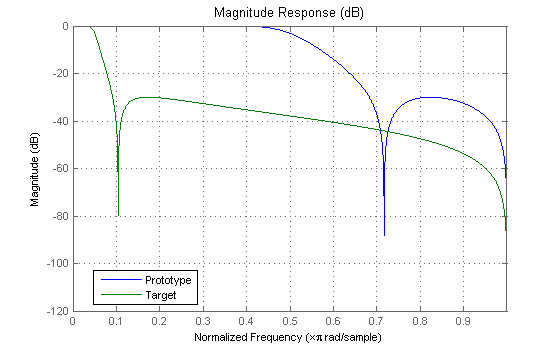 Magnitude Response (dB)
0
-20
-40
-60
-80
-100
-120
Magnitude (dB)
Prototype
Target
0 0.1 0.2 0.3 0.4 0.5 0.6 0.7 0.8 0.9
Normalized Frequency (×π rad/sample)